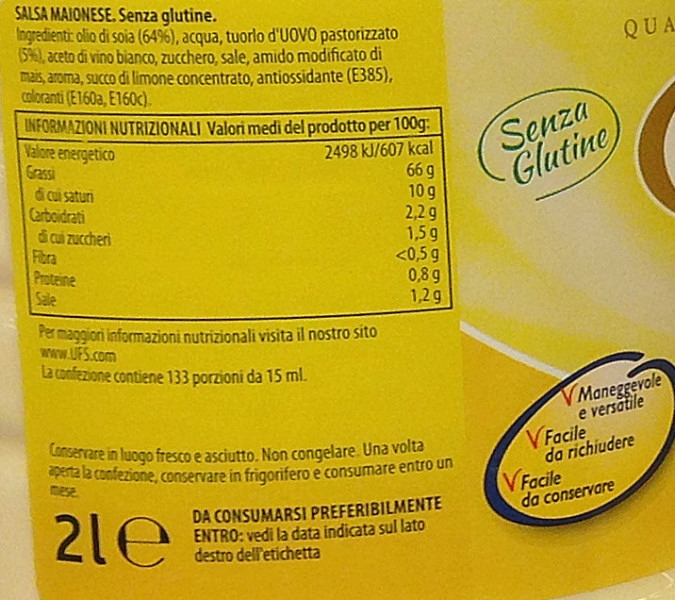 SALSA MAIONESE. Senza glutine.
Ingredienti: olio di soia (64%), acqua, tuorlo d'UOVO pastorizzato
(5%), aceto di vino bianco, zucchero, sale, amido modificato di
mais, aroma, succo di limone concentrato, antiossidante (E385),
coloranti (E160a, E160c).
INFORMAZIONI NUTRIZIONALI Valori medi del prodotto per 100g:
Valore energetico 2498 kJ/607 kcal
Grassi 66 g
di cui saturi 10 g
Carboidrati 2,2 g
di cui zuccheri 1,5 g
Fibra <0,5 g
Proteine 0,8 g
Sale 1,2 g
Per maggiori informazioni nutrizionali visita il nostro sito
www.UFS.com
La confezione contiene 133 porzioni da 15 ml.
Conservare in luogo fresco e asciutto. Non congelare. Una volta
aperta la confezione, conservare in frigorifero e consumare entro un
mese.
2l e
DA CONSUMARSI PREFERIBILMENTE
ENTRO: vedi la data indicata sul lato
destro dell'etichetta
QUA
Senza
Glutine
Maneggevole
e versatile
Facile
da richiudere
Facile
da conservare